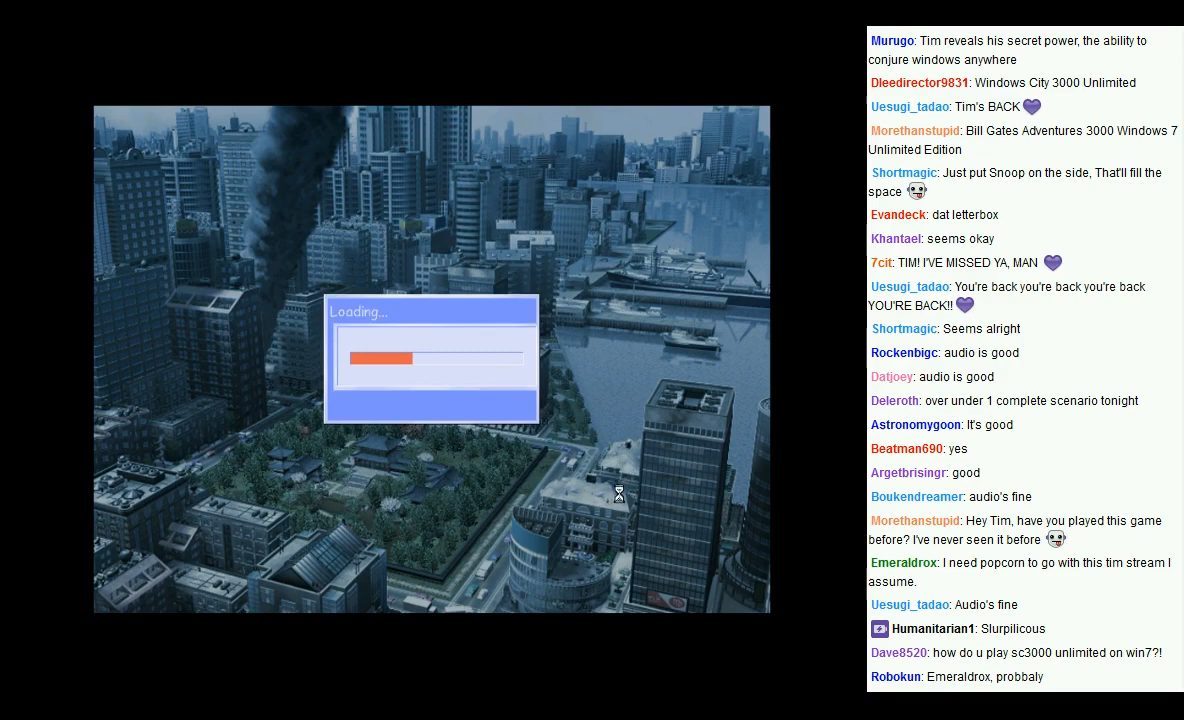 Loading...
Murugo: Tim reveals his secret power, the ability to
conjure windows anywhere
Dleedirector9831: Windows City 3000 Unlimited
Uesugi_tadao: Tim's BACK
Morethanstupid: Bill Gates Adventures 3000 Windows 7
Unlimited Edition
Shortmagic: Just put Snoop on the side, That'll fill the
space
Evandeck: dat letterbox
Khantael: seems okay
7cit: TIM! I'VE MISSED YA, MAN
Uesugi_tadao: You're back you're back you're back
YOU'RE BACK!!
Shortmagic: Seems alright
Rockenbigc: audio is good
Datjoey: audio is good
Deleroth: over under 1 complete scenario tonight
Astronomygoon: It's good
Beatman690: yes
Argetbrisingr: good
Boukendreamer: audio's fine
Morethanstupid: Hey Tim, have you played this game
before? I've never seen it before
Emeraldrox: I need popcorn to go with this tim stream I
assume.
Uesugi_tadao: Audio's fine
Humanitarian1: Slurpilicous
Dave8520: how do u play sc3000 unlimited on win7?!
Robokun: Emeraldrox, probbaly